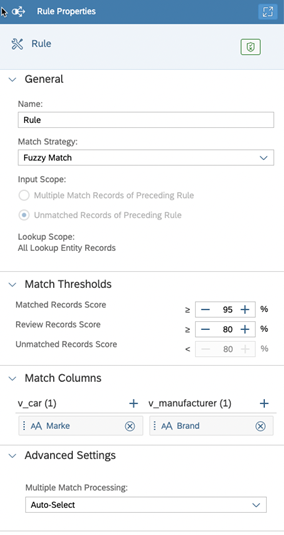 Rule Properties
Rule
General
Name:
Rule
Match Strategy:
Fuzzy Match
Input Scope:
Multiple Match Records of Preceding Rule
Unmatched Records of Preceding Rule
Lookup Scope:
All Lookup Entity Records
Match Thresholds
Matched Records Score ≥ − 95 + %
Review Records Score ≥ − 80 + %
Unmatched Records Score < − 80 + %
Match Columns
v_car (1) + v_manufacturer (1) +
AA Marke AA Brand
Advanced Settings
Multiple Match Processing:
Auto-Select